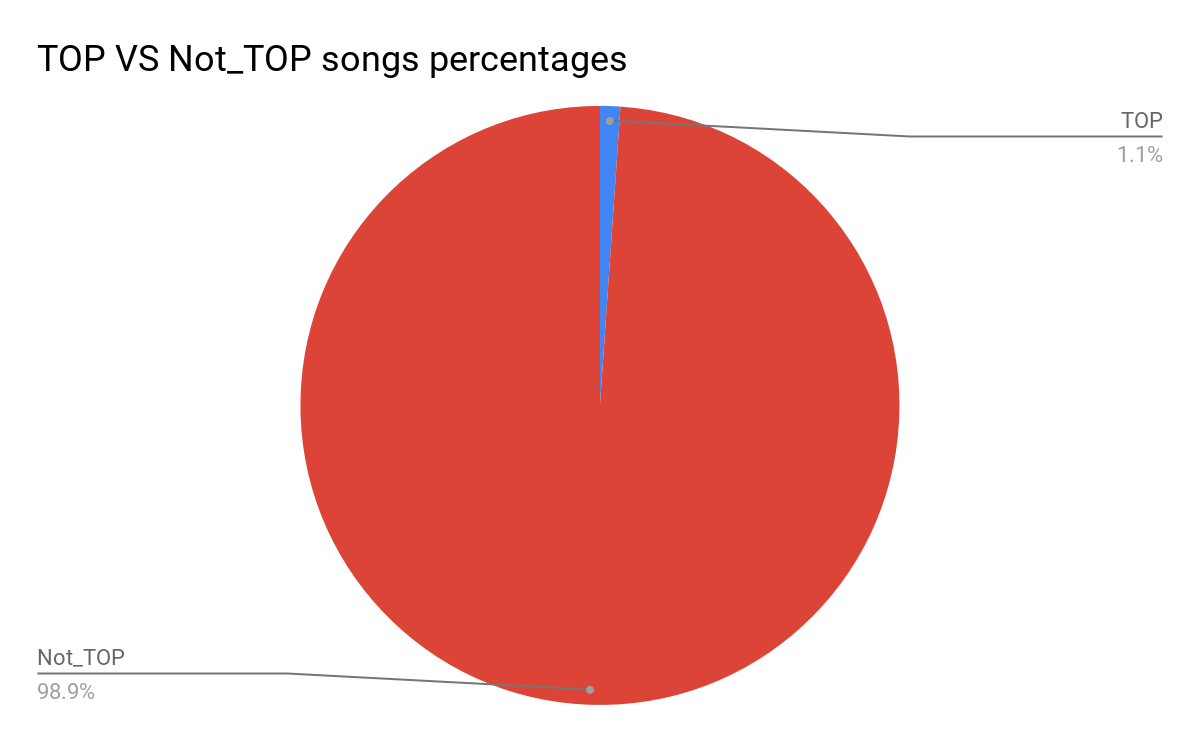 TOP VS Not_TOP songs percentages
TOP
1.1%
Not_TOP
98.9%